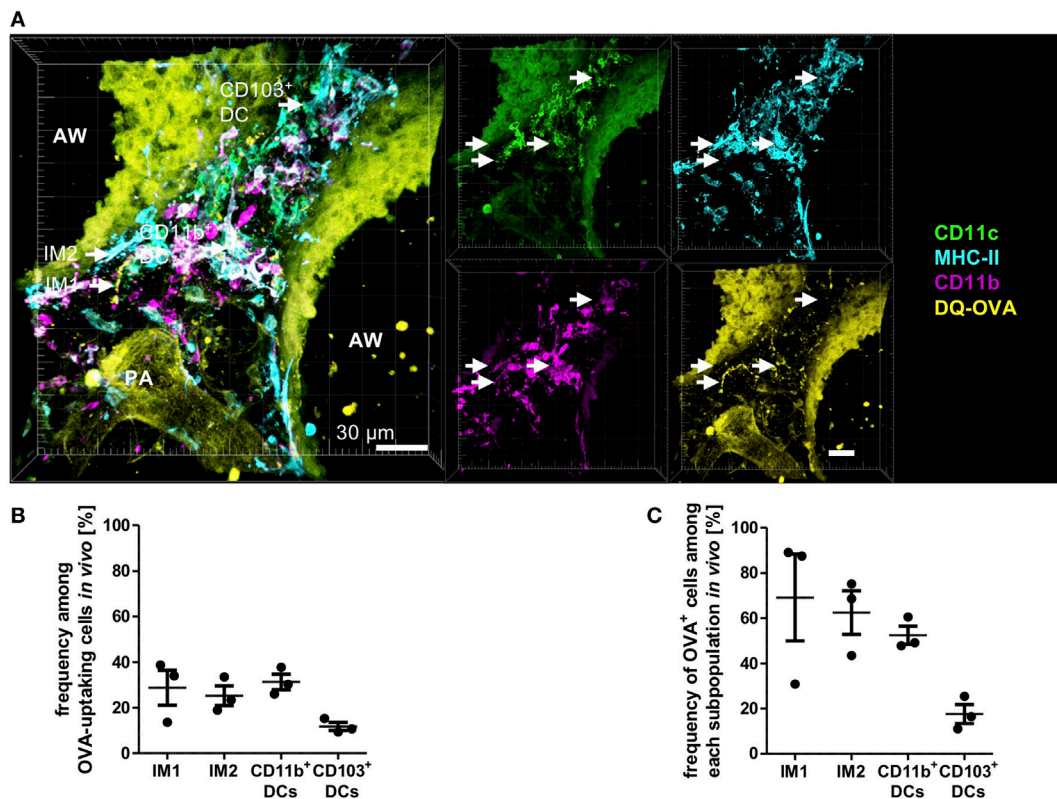 A
CD103+
DC
AW
CD11b+
DC
IM2
IM1
AW
PA
30 µm
CD11c
MHC-II
CD11b
DQ-OVA
B
frequency among
OVA-uptaking cells in vivo [%]
100
80
60
40
20
0
IM1
IM2
CD11b+
DCs
CD103+
DCs
C
frequency of OVA+ cells among
each subpopulation in vivo [%]
100
80
60
40
20
0
IM1
IM2
CD11b+
DCs
CD103+
DCs